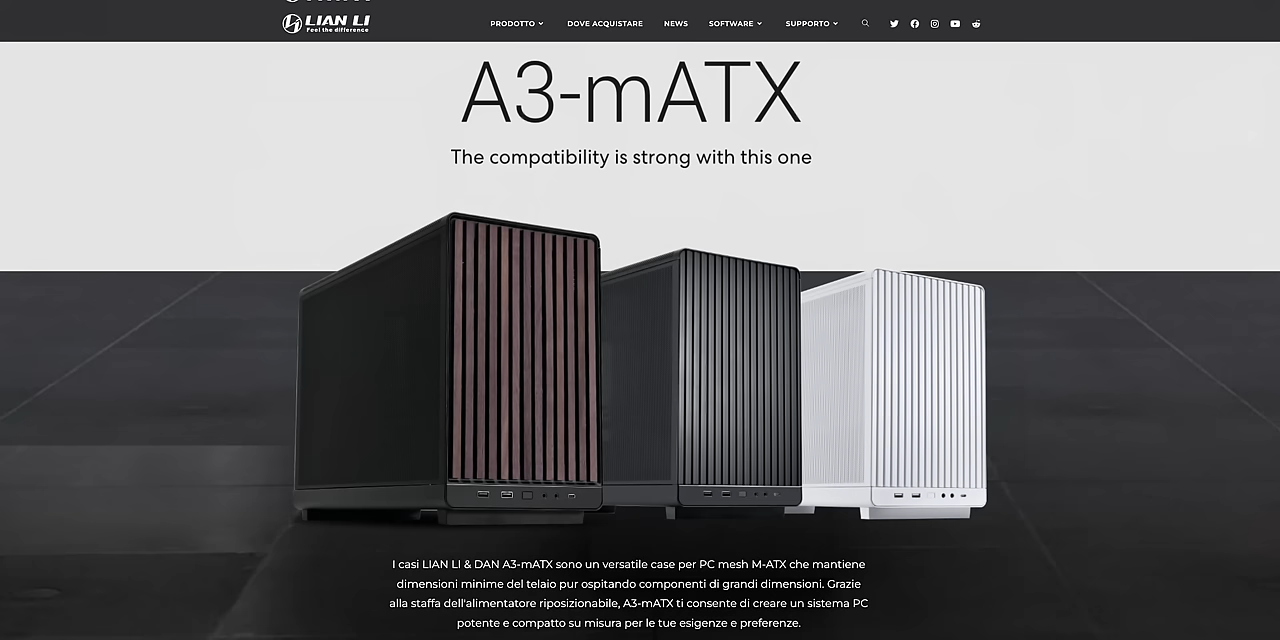 LIAN LI
Feel the difference
PRODOTTO
DOVE ACQUISTARE
NEWS
SOFTWARE
SUPPORTO
A3-mATX
The compatibility is strong with this one
I casi LIAN LI & DAN A3-mATX sono un versatile case per PC mesh M-ATX che mantiene
dimensioni minime del telaio pur ospitando componenti di grandi dimensioni. Grazie
alla staffa dell'alimentatore riposizionabile, A3-mATX ti consente di creare un sistema PC
potente e compatto su misura per le tue esigenze e preferenze.